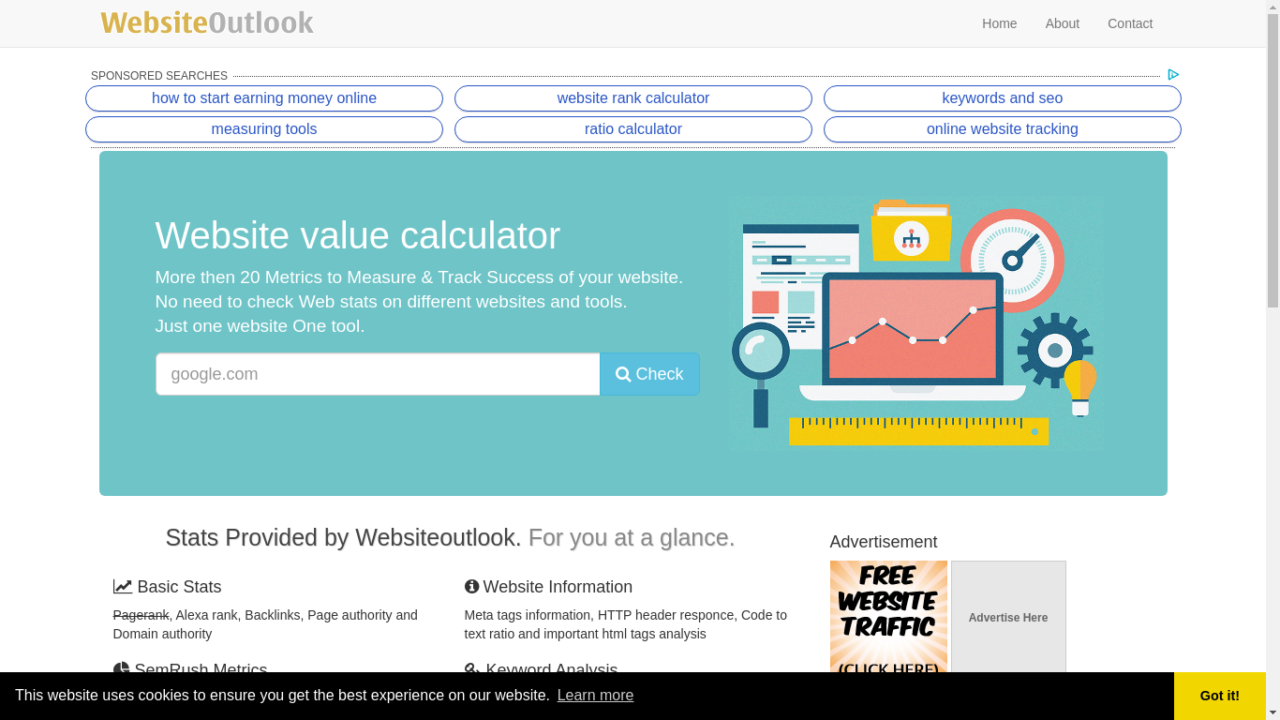 WebsiteOutlook
Home
About
Contact
SPONSORED SEARCHES
how to start earning money online
website rank calculator
keywords and seo
measuring tools
ratio calculator
online website tracking
Website value calculator
More then 20 Metrics to Measure & Track Success of your website.
No need to check Web stats on different websites and tools.
Just one website One tool.
google.com
Check
Stats Provided by Websiteoutlook. For you at a glance.
Basic Stats
Pagerank, Alexa rank, Backlinks, Page authority and
Domain authority
Website Information
Meta tags information, HTTP header responce, Code to
text ratio and important html tags analysis
SemRush Metrics
Keyword Analysis
Advertisement
FREE
WEBSITE
TRAFFIC
(CLICK HERE)
Advertise Here
This website uses cookies to ensure you get the best experience on our website. Learn more
Got it!